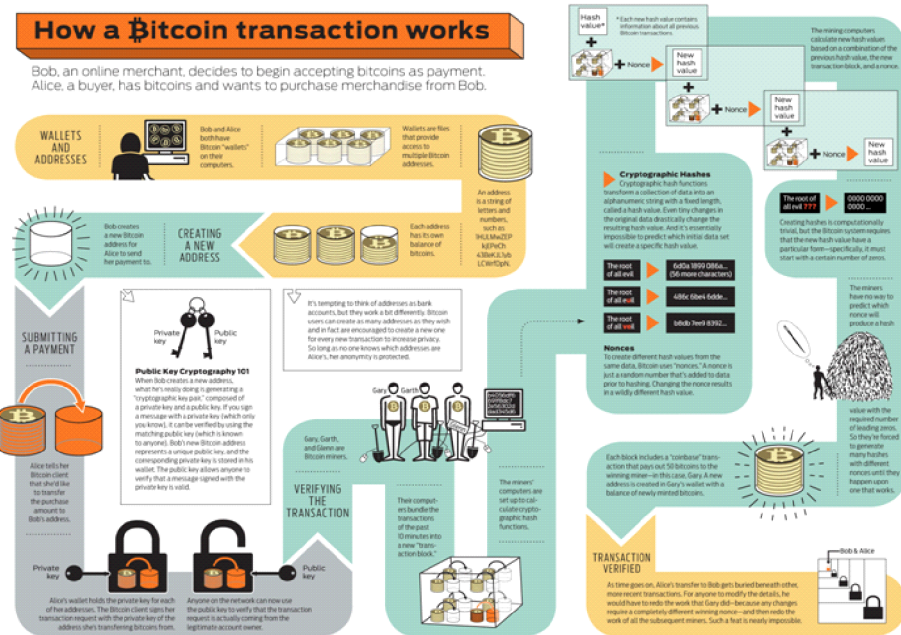 How a Bitcoin transaction works
Bob, an online merchant, decides to begin accepting bitcoins as payment.
Alice, a buyer, has bitcoins and wants to purchase merchandise from Bob.
WALLETS
AND
ADDRESSES
Bob and Alice
both have
Bitcoin "wallets"
on their
computers.
Wallets are files
that provide
access to
multiple Bitcoin
addresses.
An address
is a string of
letters and
numbers,
such as
Each address
has its own
balance of
bitcoins.
CREATING
A NEW
ADDRESS
Bob creates
a new Bitcoin
address for
Alice to send
her payment to.
SUBMITTING
A PAYMENT
Alice tells her
Bitcoin client
that she'd like
to transfer
the purchase
amount to
Bob's address.
Private
key
Public
key
Public Key Cryptography 101
When Bob creates a new address,
what he's really doing is generating a
"cryptographic key pair," composed of
a private key and a public key. If you sign
a message with a private key (which only
you know), it can be verified by using the
matching public key (which is known
to anyone). Bob's new Bitcoin address
represents a unique public key, and the
corresponding private key is stored in his
wallet. The public key allows anyone to
verify that a message signed with the
private key is valid.
It's tempting to think of addresses as bank
accounts, but they work a bit differently. Bitcoin
users can create as many addresses as they wish
and in fact are encouraged to create a new one
for every new transaction to increase privacy.
So long as no one knows which addresses are
Alice's, her anonymity is protected.
Private
key
Alice's wallet holds the private key for each
of her addresses. The Bitcoin client signs her
transaction request with the private key of the
address she's transferring bitcoins from.
Public
key
Anyone on the network can now use
the public key to verify that the transaction
request is actually coming from the
legitimate account owner.
VERIFYING
THE
TRANSACTION
Gary
Garth
Gary, Garth,
and Glenn are
Bitcoin miners.
Their comput-
ers bundle the
transactions
of the past
10 minutes into
a new "trans-
action block."
The miners'
computers are
set up to cal-
culate crypto-
graphic hash
functions.
Hash
value*
* Each new hash value contains
information about all previous
Bitcoin transactions.
+
+ Nonce
New
hash
value
+
+ Nonce
New
hash
value
+
+ Nonce
New
hash
value
The mining computers
calculate new hash values
based on a combination of the
previous hash value, the new
transaction block, and a nonce.
Cryptographic Hashes
Cryptographic hash functions
transform a collection of data into
an alphanumeric string with a fixed length,
called a hash value. Even tiny changes in
the original data drastically change the
resulting hash value. And it's essentially
impossible to predict which initial data set
will create a specific hash value.
The root
of all evil
6d0a 1899 086a...
(56 more characters)
The root
of all evil
486c 6be4 6dde...
The root
of all veil
b8db 7ee9 8392...
Nonces
To create different hash values from the
same data, Bitcoin uses "nonces." A nonce is
just a random number that's added to data
prior to hashing. Changing the nonce results
in a wildly different hash value.
The root of
all evil ???
0000 0000
0000 ...
Creating hashes is computationally
trivial, but the Bitcoin system requires
that the new hash value have a
particular form—specifically, it must
start with a certain number of zeros.
The miners
have no way to
predict which
nonce will
produce a hash
value with the
required number
of leading zeros.
So they're forced
to generate
many hashes
with different
nonces until they
happen upon
one that works.
Each block includes a "coinbase" trans-
action that pays out 50 bitcoins to the
winning miner—in this case, Gary. A new
address is created in Gary's wallet with a
balance of newly minted bitcoins.
TRANSACTION
VERIFIED
Bob & Alice
As time goes on, Alice's transfer to Bob gets buried beneath other,
more recent transactions. For anyone to modify the details, he
would have to redo the work that Gary did—because any changes
require a completely different winning nonce—and then redo the
work of all the subsequent miners. Such a feat is nearly impossible.